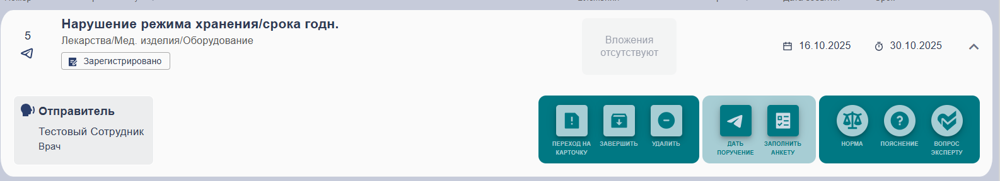 5
Нарушение режима хранения/срока годн.
Лекарства/Мед. изделия/Оборудование
Зарегистрировано
Вложения
отсутствуют
16.10.2025
30.10.2025
Отправитель
Тестовый Сотрудник
Врач
ПЕРЕХОД НА
КАРТОЧКУ
ЗАВЕРШИТЬ
УДАЛИТЬ
ДАТЬ
ПОРУЧЕНИЕ
ЗАПОЛНИТЬ
АНКЕТУ
НОРМА
ПОЯСНЕНИЕ
ВОПРОС
ЭКСПЕРТУ